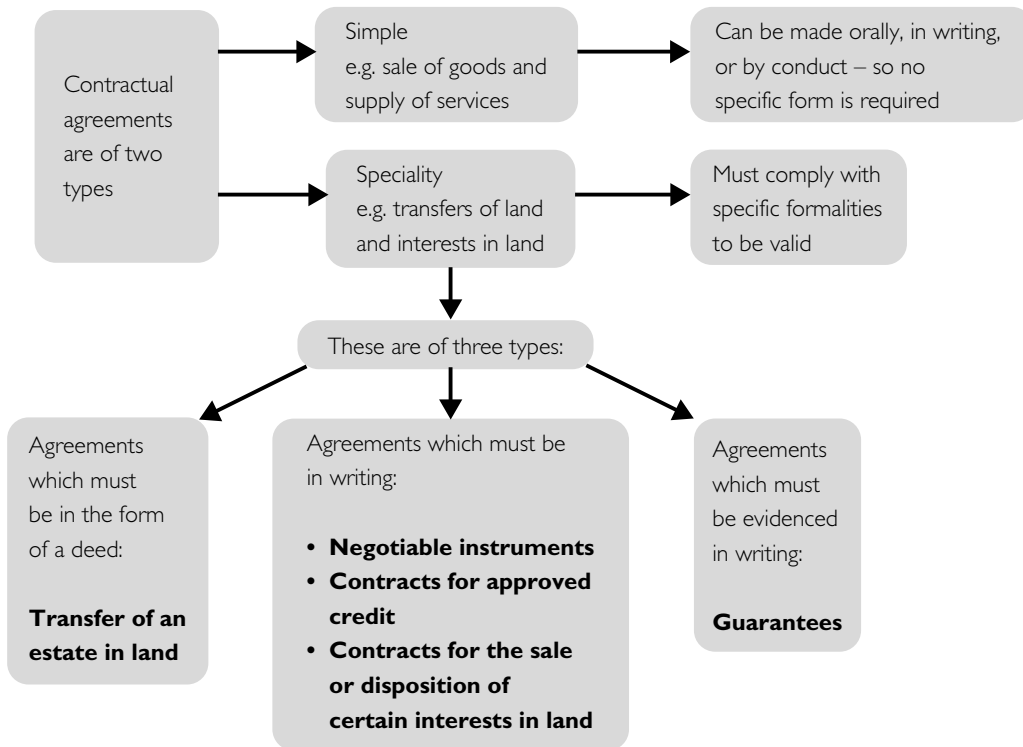 Contractual
agreements
are of two
types
Simple
e.g. sale of goods and
supply of services
Can be made orally, in writing,
or by conduct – so no
specific form is required
Speciality
e.g. transfers of land
and interests in land
Must comply with
specific formalities
to be valid
These are of three types:
Agreements
which must
be in the form
of a deed:
Transfer of an
estate in land
Agreements which must be
in writing:
• Negotiable instruments
• Contracts for approved
credit
• Contracts for the sale
or disposition of
certain interests in land
Agreements
which must
be evidenced
in writing:
Guarantees